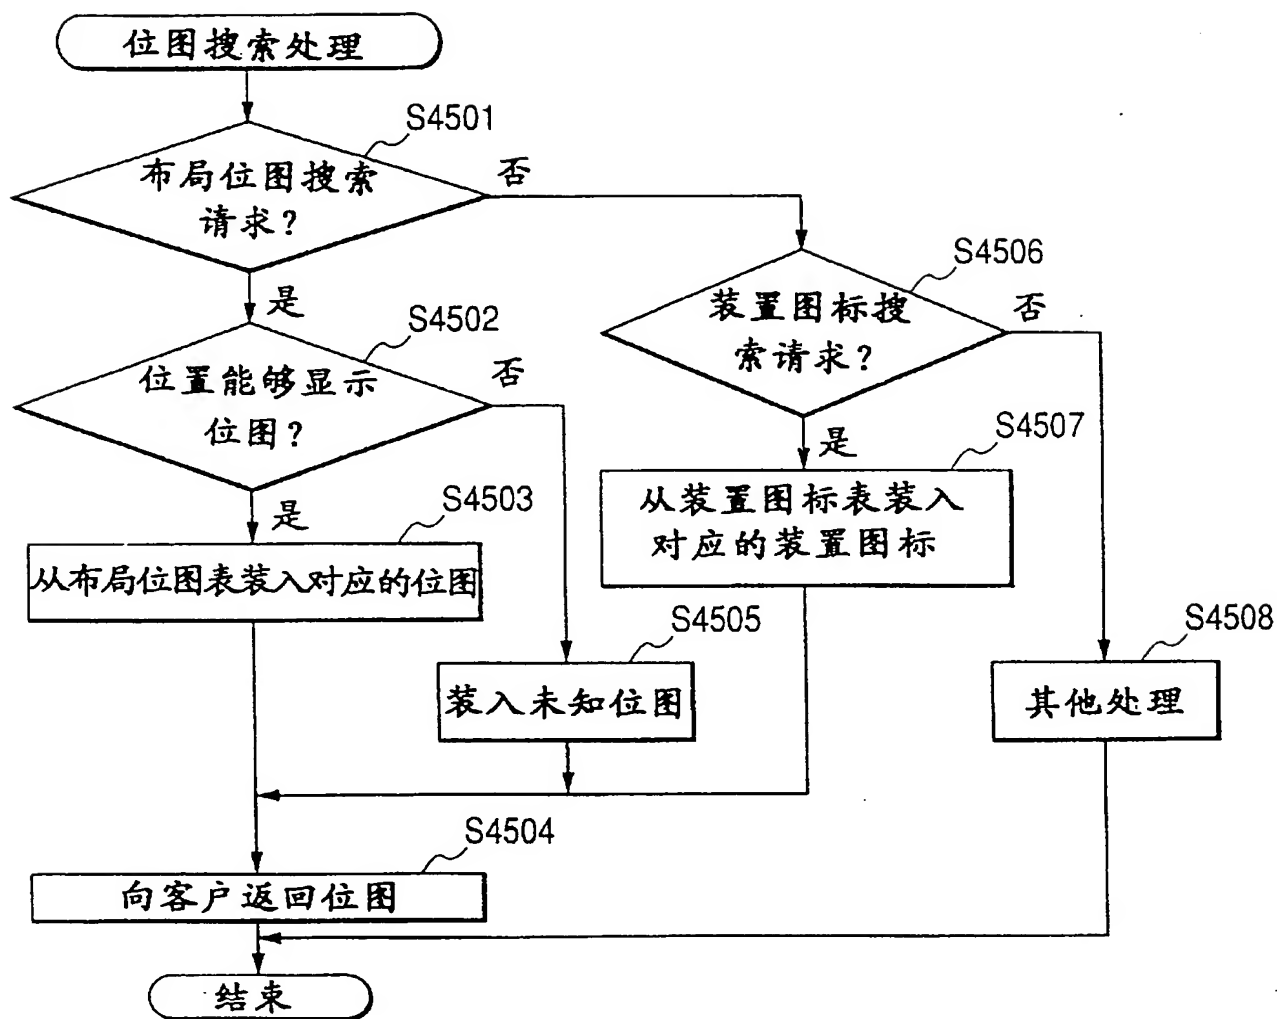 位图搜索处理
S4501
布局位图搜索
请求?
否
是
S4506
装置图标搜
索请求?
否
S4502
位置能够显示
位图?
否
是
S4507
是
从装置图标表装入
对应的装置图标
S4503
从布局位图表装入对应的位图
S4505
装入未知位图
S4508
其他处理
S4504
向客户返回位图
结束